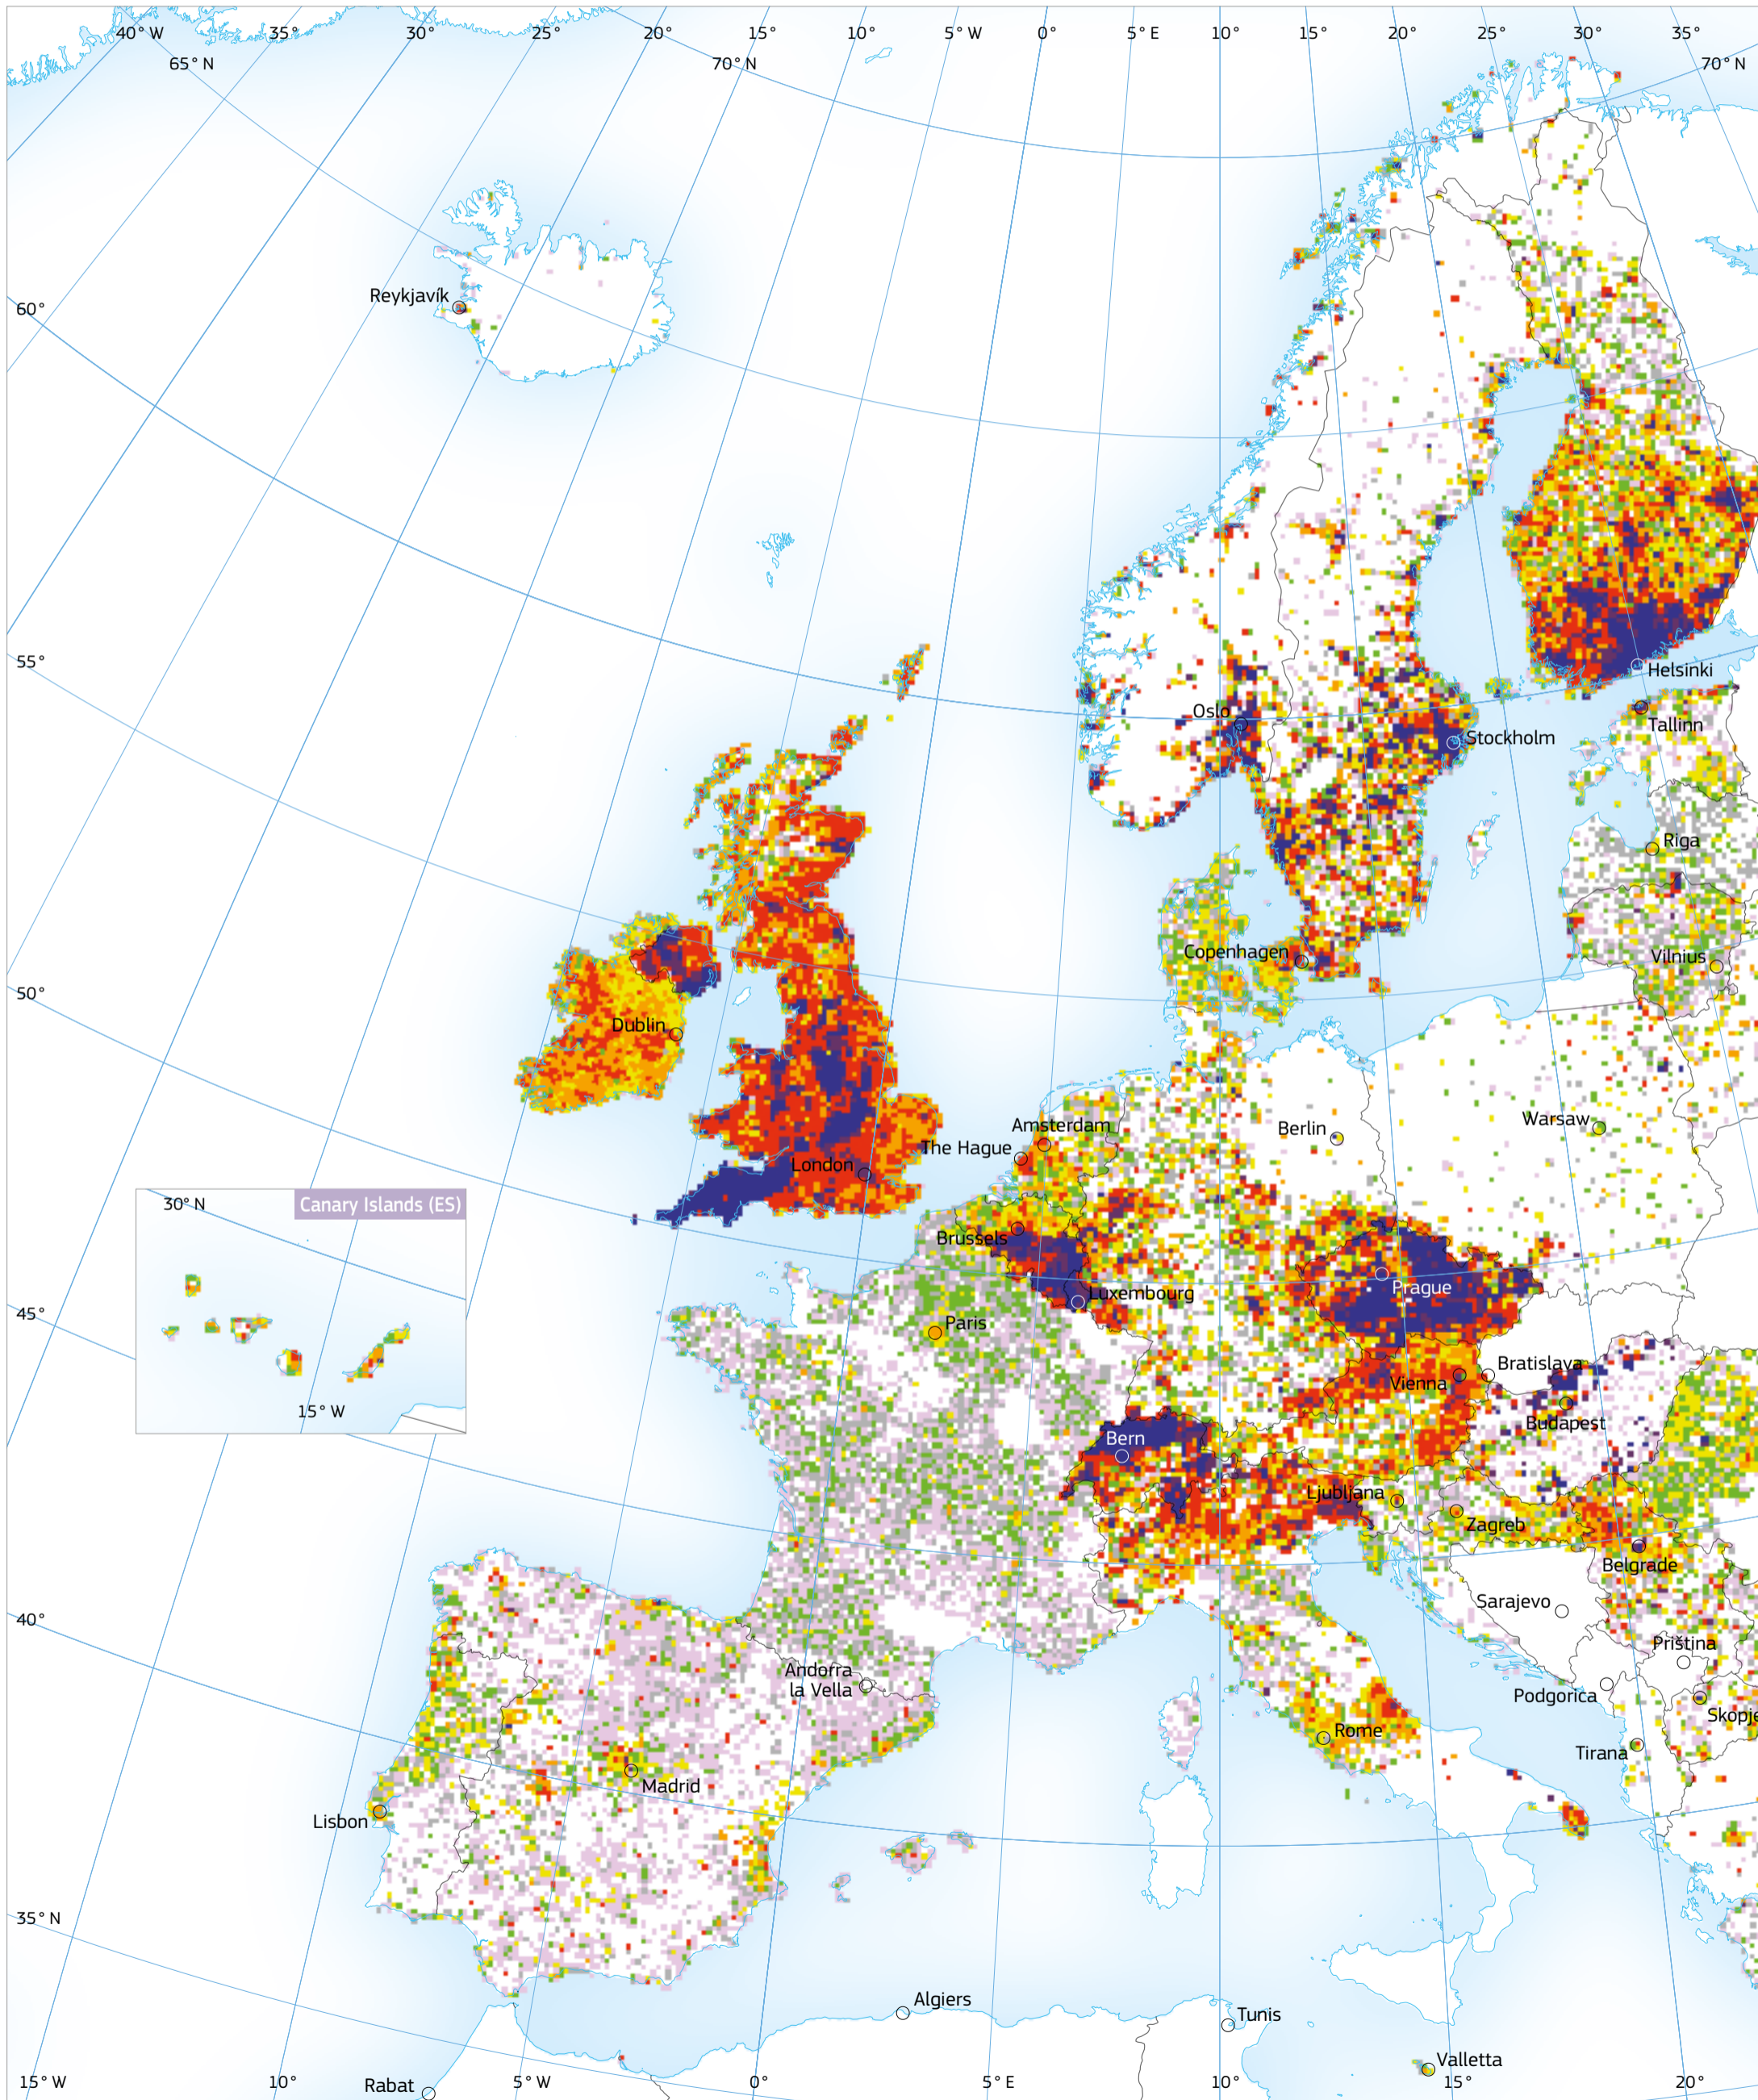 40° W
35°
30°
25°
20°
15°
10°
5° W
0°
5° E
10°
15°
20°
25°
30°
35°
65° N
70° N
70° N
Reykjavík
60°
55°
Helsinki
Oslo
Tallinn
Stockholm
Riga
Copenhagen
Vilnius
50°
Dublin
Amsterdam
Warsaw
Berlin
The Hague
London
30° N
Canary Islands (ES)
Brussels
Prague
Luxembourg
45°
Paris
Bratislava
Vienna
15° W
Budapest
Bern
Ljubljana
Zagreb
Belgrade
Sarajevo
40°
Priština
Andorra
la Vella
Podgorica
Skopje
Rome
Tirana
Madrid
Lisbon
35° N
Algiers
Tunis
Valletta
15° W
10°
Rabat
5° W
0°
5° E
10°
15°
20°